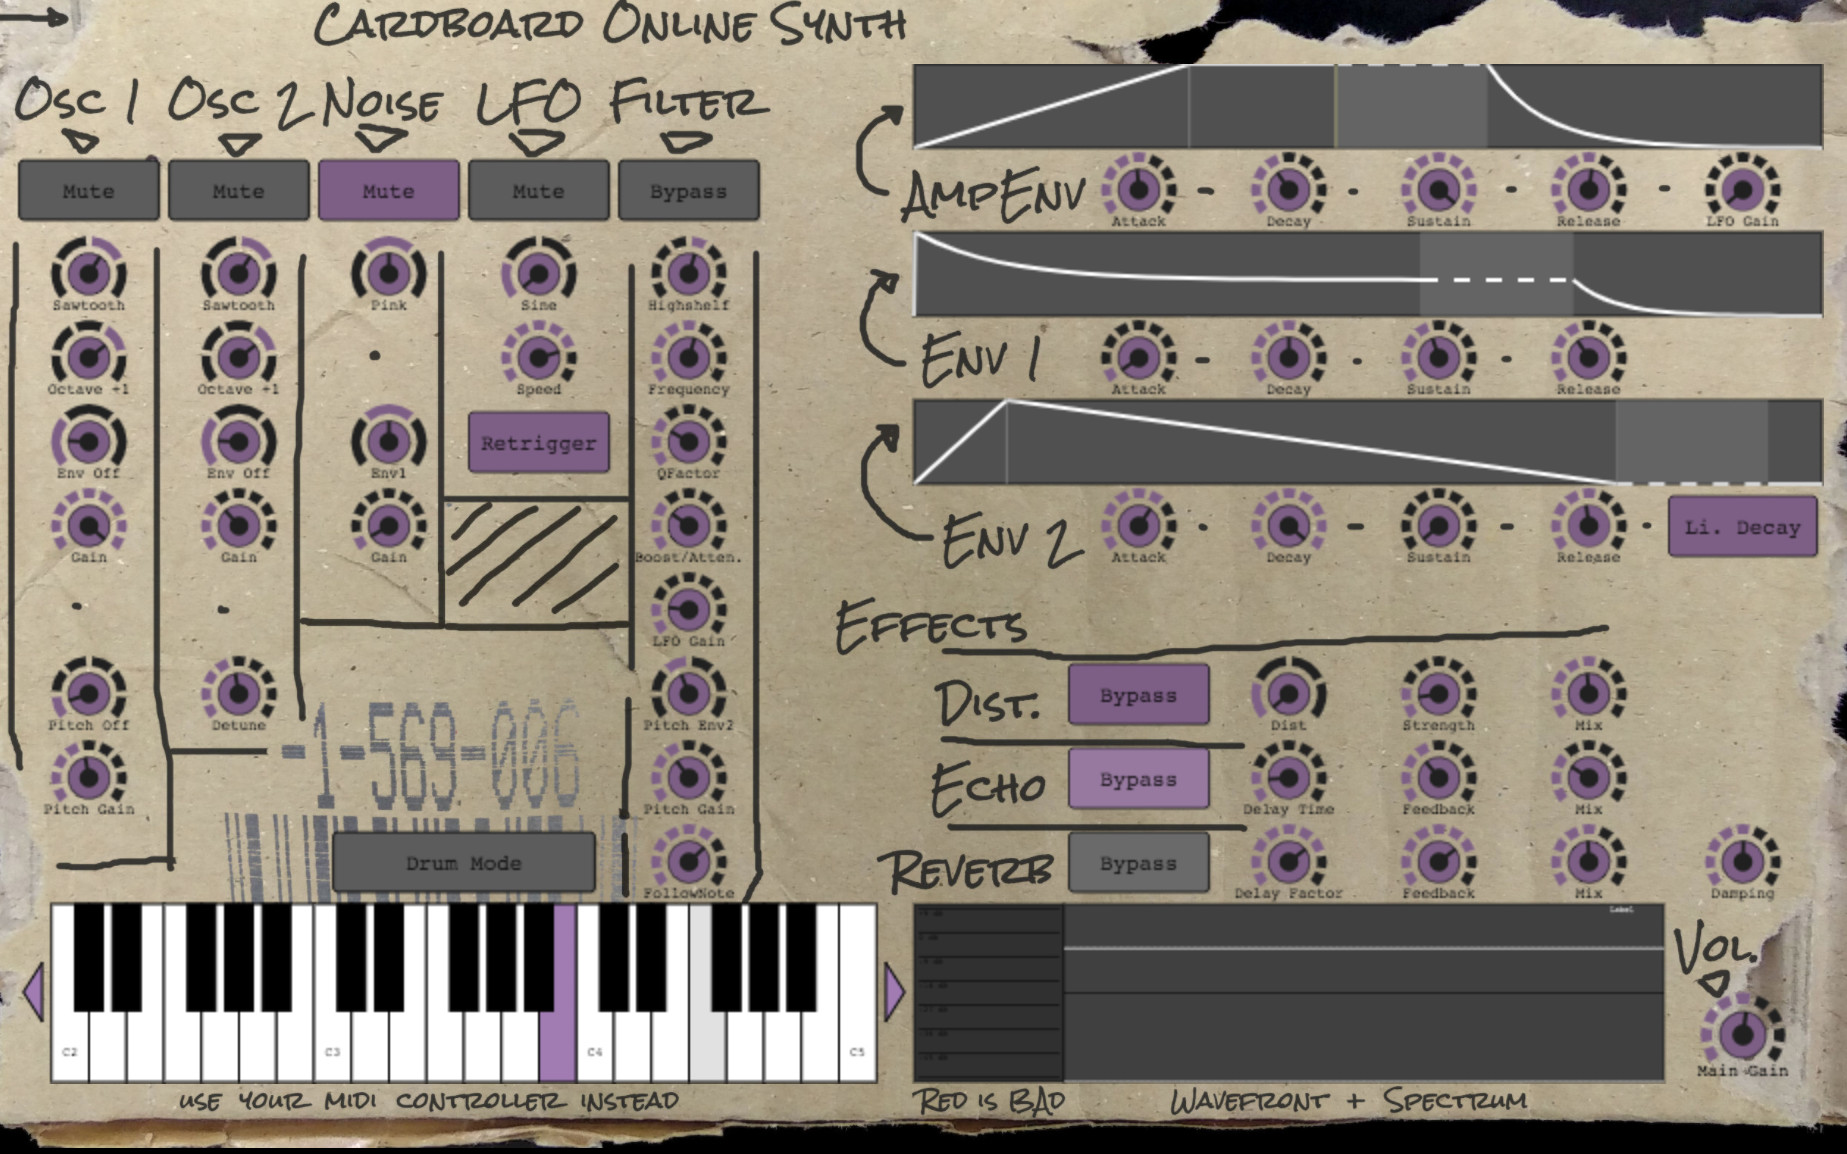 CARDBOARD ONLINE SYNTH
OSC 1 OSC 2 NOISE LFO FILTER
Mute Mute Mute Mute Bypass
Sawtooth Sawtooth Pink Sine Highshelf
Octave +1 Octave +1 Speed Frequency
Env Off Env Off Env1 Retrigger QFactor
Gain Gain Gain Boost/Atten.
LFO Gain
Pitch Off Detune Pitch Env2
-1-569-006
Pitch Gain Pitch Gain
Drum Mode FollowNote
C2 C3 C4 C5
USE YOUR MIDI CONTROLLER INSTEAD
AMPENV Attack Decay Sustain Release LFO Gain
ENV 1 Attack Decay Sustain Release
ENV 2 Attack Decay Sustain Release Li. Decay
EFFECTS
DIST. Bypass Dist Strength Mix
ECHO Bypass Delay Time Feedback Mix
REVERB Bypass Delay Factor Feedback Mix Damping
Label
VOL.
Main Gain
RED IS BAD WAVEFRONT + SPECTRUM